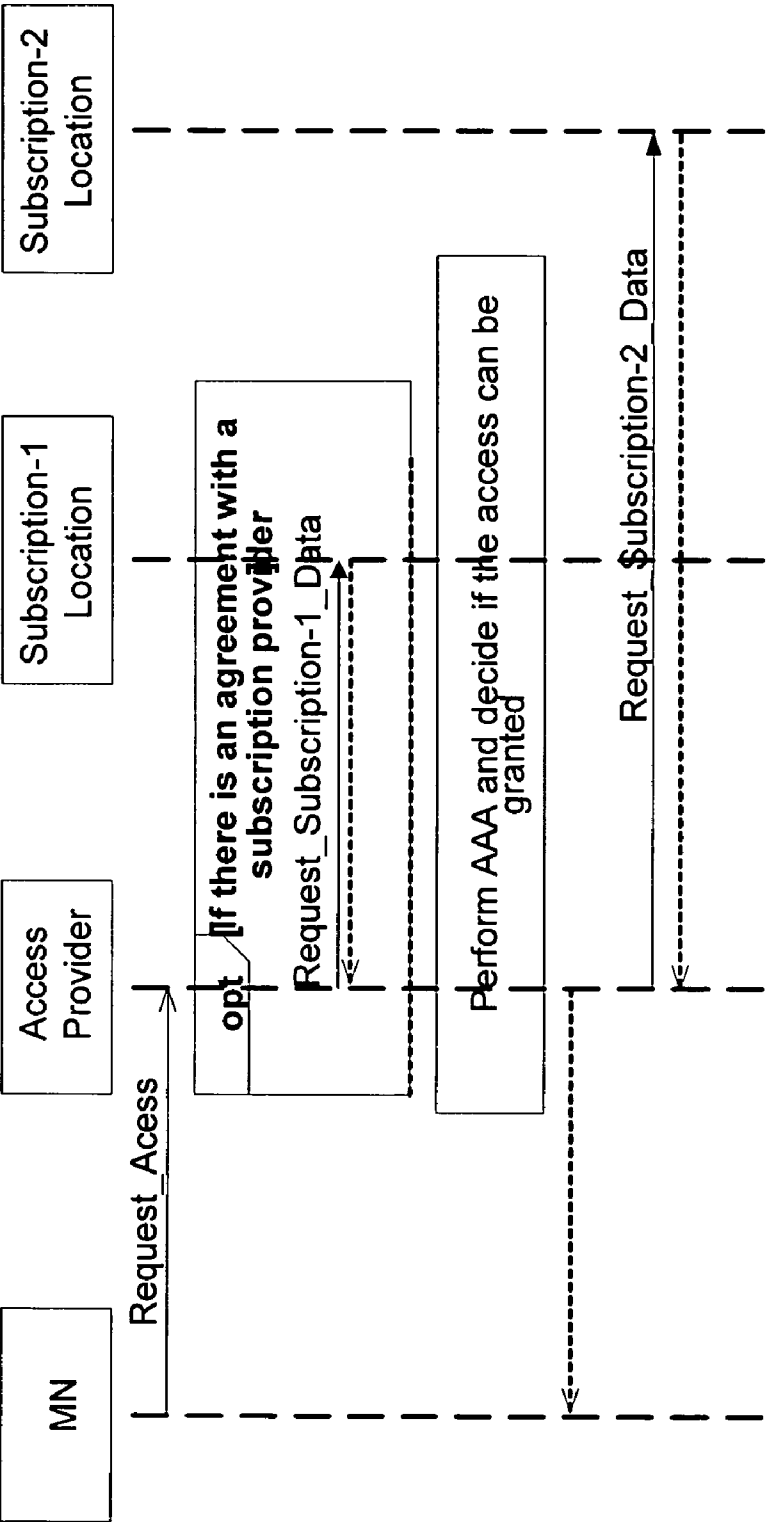 MN
Access
Provider
Subscription-1
Location
Subscription-2
Location
Request_Acess
opt [If there is an agreement with a
subscription provider
Request_Subscription-1_Data
Perform AAA and decide if the access can be
granted
Request_Subscription-2_Data